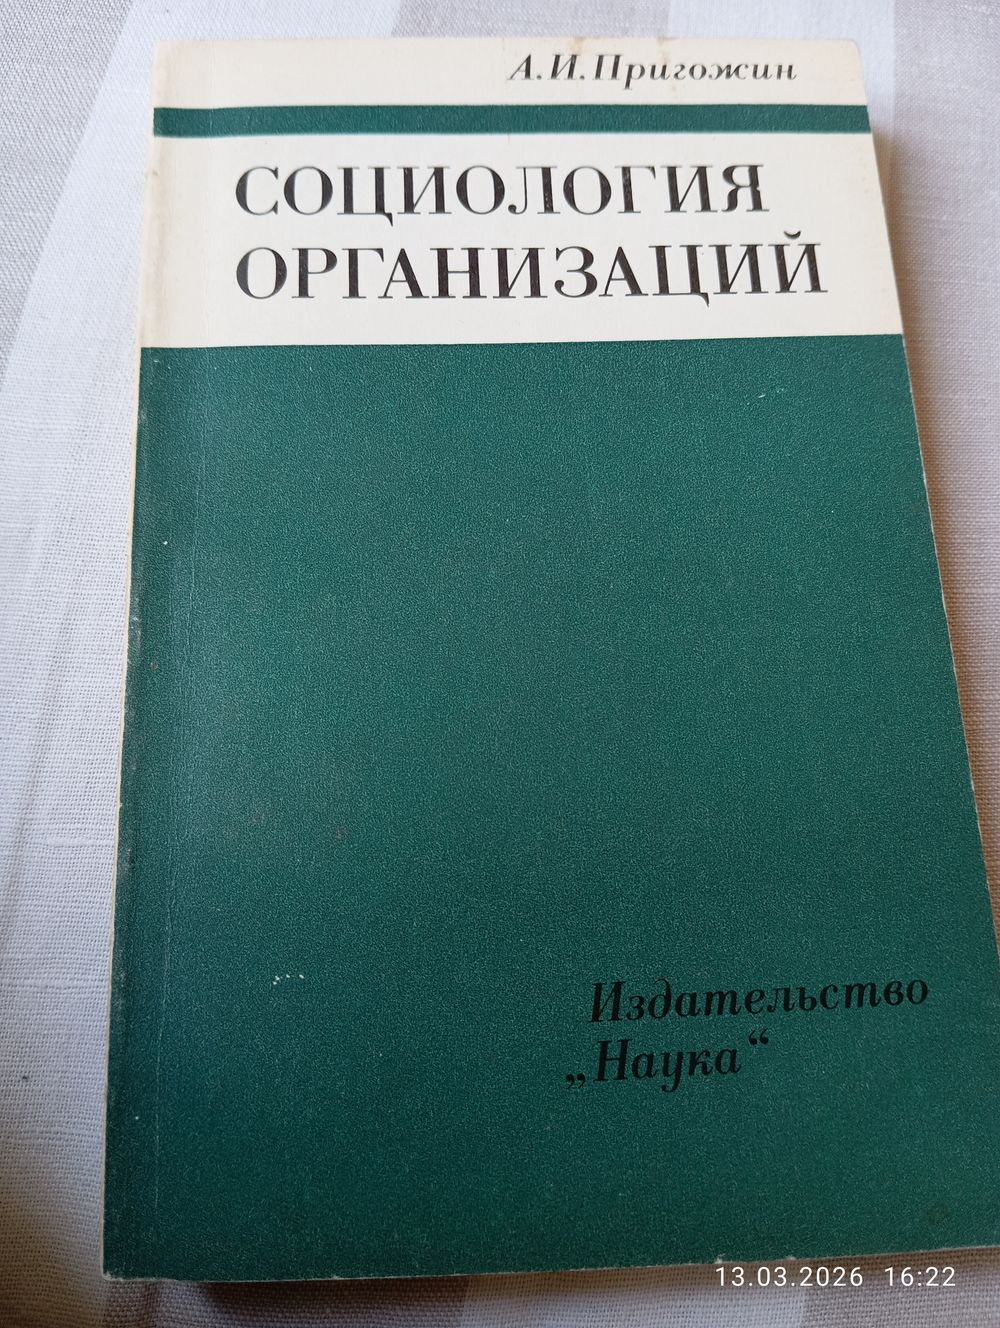 А.И.Пригожин
СОЦИОЛОГИЯ
ОРГАНИЗАЦИЙ
Издательство
„Наука“
13.03.2026 16:22